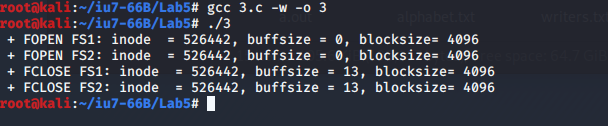 root@kali:~/iu7-66B/Lab5# gcc 3.c -w -o 3
root@kali:~/iu7-66B/Lab5# ./3
+ FOPEN FS1: inode  = 526442, buffsize = 0, blocksize= 4096
+ FOPEN FS2: inode  = 526442, buffsize = 0, blocksize= 4096
+ FCLOSE FS1: inode  = 526442, buffsize = 13, blocksize= 4096
+ FCLOSE FS2: inode  = 526442, buffsize = 13, blocksize= 4096
root@kali:~/iu7-66B/Lab5#